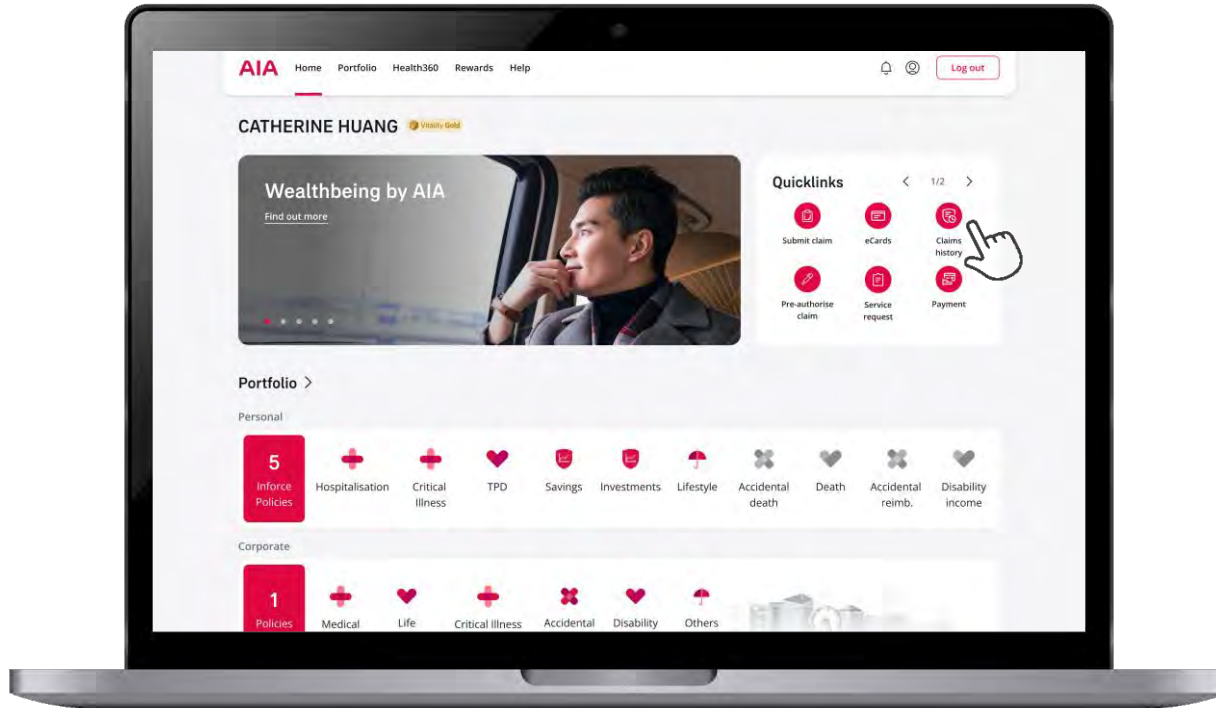 AIA Home Portfolio Health360 Rewards Help Log out
CATHERINE HUANG Vitality Gold
Wealthbeing by AIA
Find out more
Quicklinks 1/2
Submit claim eCards Claims
history
Pre-authorise Service Payment
claim request
Portfolio
Personal
5
Inforce Hospitalisation Critical TPD Savings Investments Lifestyle Accidental Death Accidental Disability
Policies Illness death reimb. income
Corporate
1
Policies Medical Life Critical Illness Accidental Disability Others